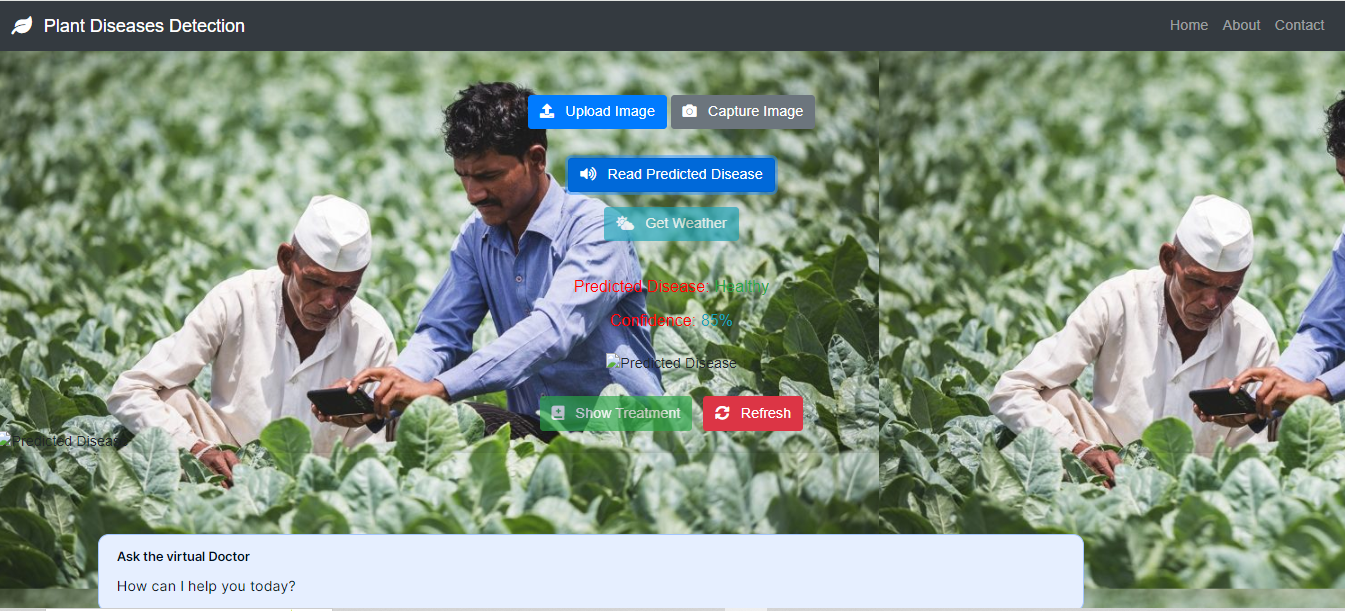 Plant Diseases Detection
Home About Contact
Upload Image Capture Image
Read Predicted Disease
Get Weather
Predicted Disease: Healthy
Confidence: 85%
Predicted Disease
Show Treatment Refresh
Predicted Disease
Ask the virtual Doctor
How can I help you today?